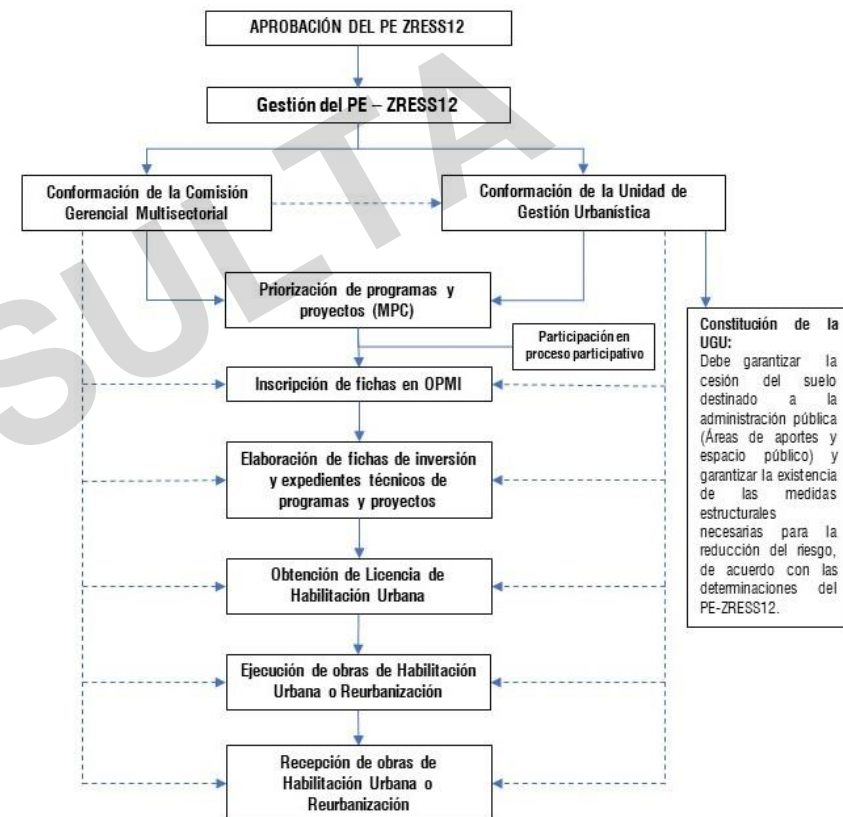 APROBACIÓN DEL PE ZRESS12
Gestión del PE – ZRESS12
Conformación de la Comisión
Gerencial Multisectorial
Conformación de la Unidad de
Gestión Urbanística
Priorización de programas y
proyectos (MPC)
Participación en
proceso participativo
Inscripción de fichas en OPMI
Elaboración de fichas de inversión
y expedientes técnicos de
programas y proyectos
Obtención de Licencia de
Habilitación Urbana
Ejecución de obras de Habilitación
Urbana o Reurbanización
Recepción de obras de
Habilitación Urbana o
Reurbanización
Constitución de la
UGU:
Debe garantizar la
cesión del suelo
destinado a la
administración pública
(Áreas de aportes y
espacio público) y
garantizar la existencia
de las medidas
estructurales
necesarias para la
reducción del riesgo,
de acuerdo con las
determinaciones del
PE-ZRESS12.
SULTA